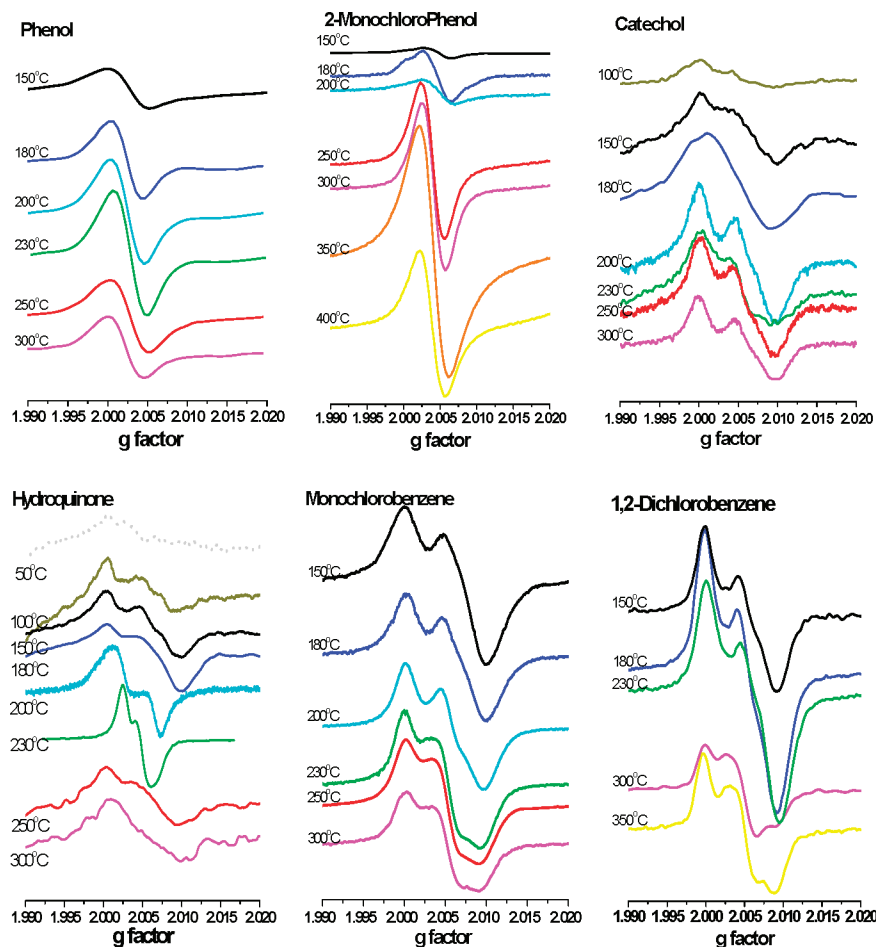 Phenol
150°C
180°C
200°C
230°C
250°C
300°C
1.990 1.995 2.000 2.005 2.010 2.015 2.020
g factor
2-MonochloroPhenol
150°C
180°C
200°C
250°C
300°C
350°C
400°C
1.990 1.995 2.000 2.005 2.010 2.015 2.020
g factor
Catechol
100°C
150°C
180°C
200°C
230°C
250°C
300°C
1.990 1.995 2.000 2.005 2.010 2.015 2.020
g factor
Hydroquinone
50°C
100°C
150°C
180°C
200°C
230°C
250°C
300°C
1.990 1.995 2.000 2.005 2.010 2.015 2.020
g factor
Monochlorobenzene
150°C
180°C
200°C
230°C
250°C
300°C
1.990 1.995 2.000 2.005 2.010 2.015 2.020
g factor
1,2-Dichlorobenzene
150°C
180°C
230°C
300°C
350°C
1.990 1.995 2.000 2.005 2.010 2.015 2.020
g factor